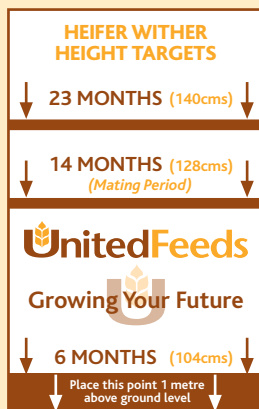 HEIFER WITHER
HEIGHT TARGETS
23 MONTHS (140cms)
14 MONTHS (128cms)
(Mating Period)
UnitedFeeds
Growing Your Future
6 MONTHS (104cms)
Place this point 1 metre
above ground level